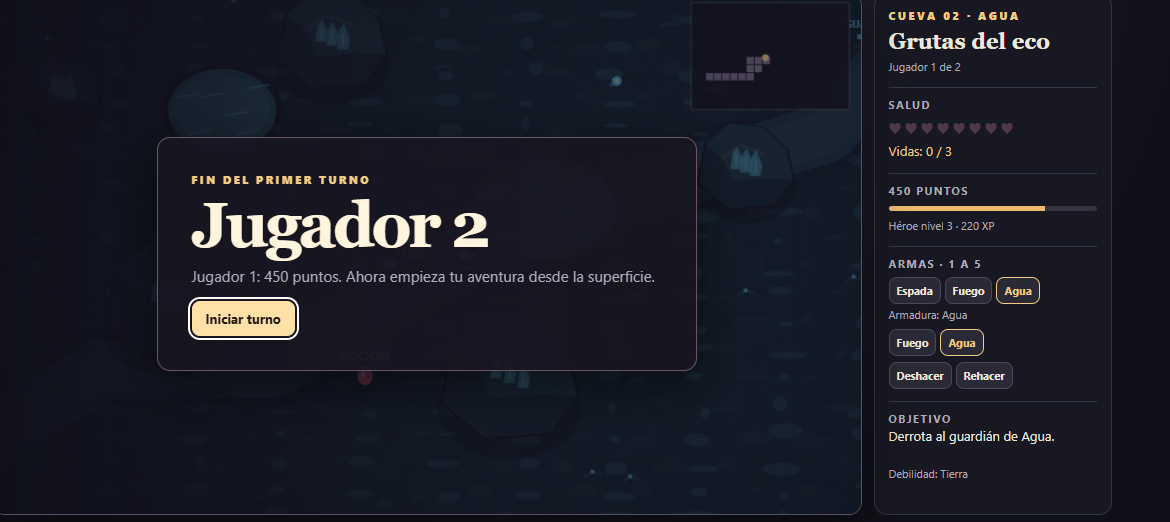 FIN DEL PRIMER TURNO
Jugador 2
Jugador 1: 450 puntos. Ahora empieza tu aventura desde la superficie.
Iniciar turno
POCIÓN
CUEVA 02 · AGUA
Grutas del eco
Jugador 1 de 2
SALUD
Vidas: 0 / 3
450 PUNTOS
Héroe nivel 3 · 220 XP
ARMAS · 1 A 5
Espada Fuego Agua
Armadura: Agua
Fuego Agua
Deshacer Rehacer
OBJETIVO
Derrota al guardián de Agua.
Debilidad: Tierra